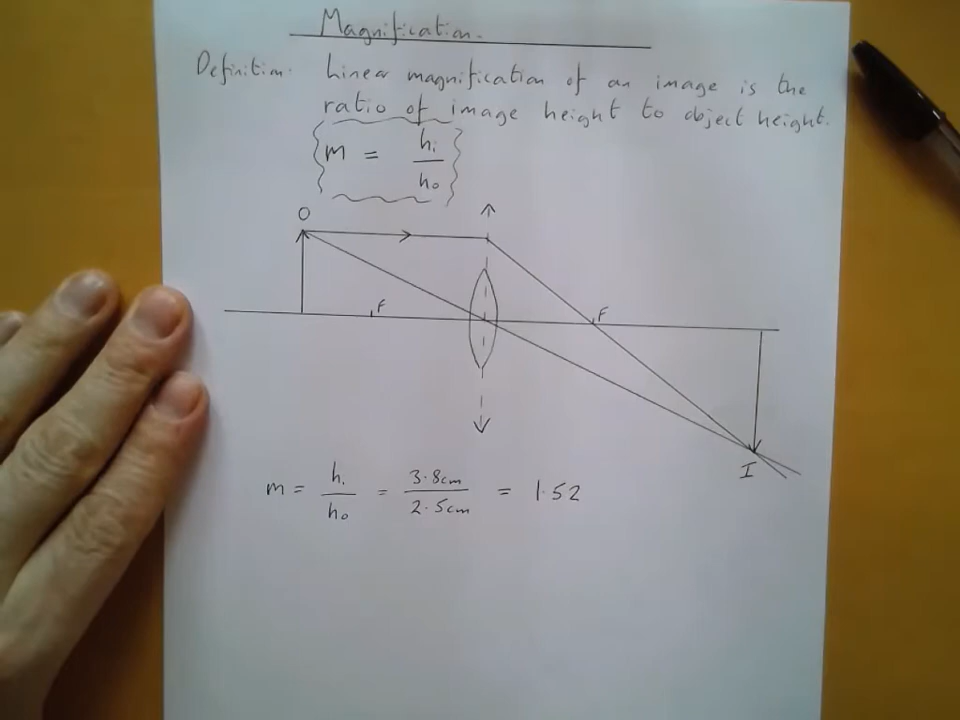 Magnification.
Definition. Linear magnification of an image is the
ratio of image height to object height.
m = hi/ho
O
F
F
I
m = hi/ho = 3.8cm/2.5cm = 1.52